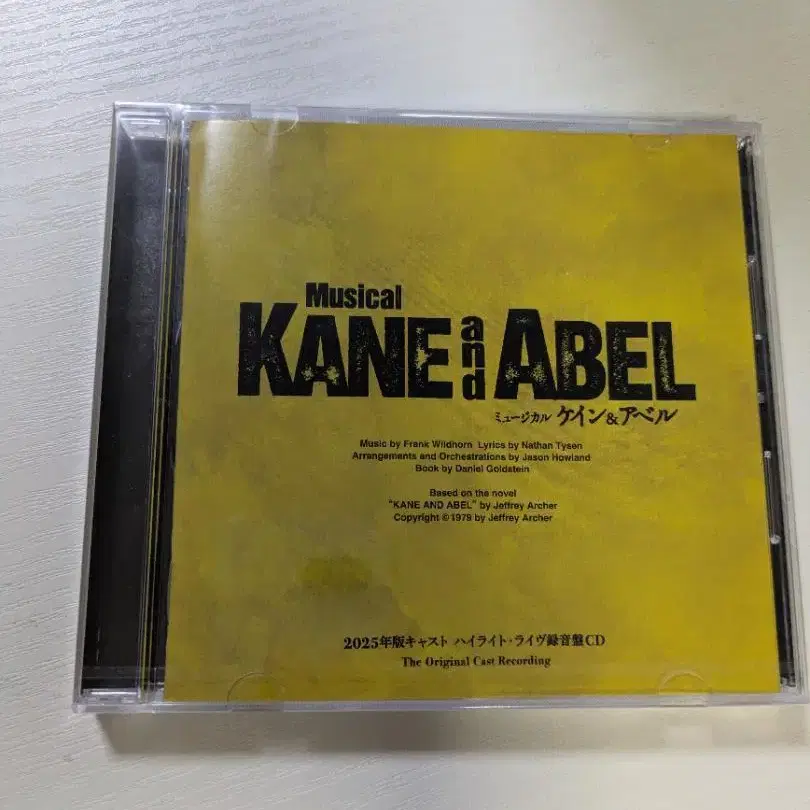 Musical
KANE and ABEL
ミュージカル ケイン&アベル
Music by Frank Wildhorn Lyrics by Nathan Tysen
Arrangements and Orchestrations by Jason Howland
Book by Daniel Goldstein
Based on the novel
"KANE AND ABEL" by Jeffrey Archer
Copyright © 1979 by Jeffrey Archer
2025年版キャスト ハイライト・ライヴ録音盤CD
The Original Cast Recording